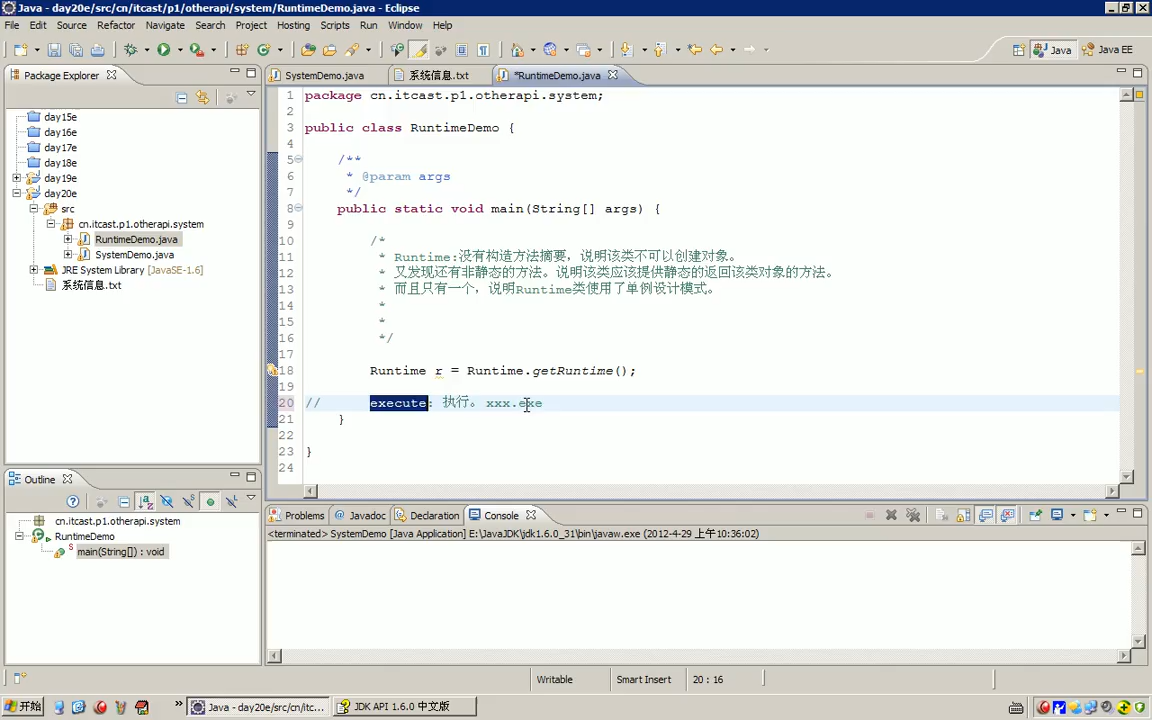 Java - day20e/src/cn/itcast/p1/otherapi/system/RuntimeDemo.java - Eclipse
File Edit Source Refactor Navigate Search Project Hosting Scripts Run Window Help
Java
Java EE
Package Explorer
SystemDemo.java
系统信息.txt
*RuntimeDemo.java
day15e
day16e
day17e
day18e
day19e
day20e
src
cn.itcast.p1.otherapi.system
RuntimeDemo.java
SystemDemo.java
JRE System Library [JavaSE-1.6]
系统信息.txt
1 package cn.itcast.p1.otherapi.system;
2
3 public class RuntimeDemo {
4
5 /**
6 * @param args
7 */
8 public static void main(String[] args) {
9
10 /*
11 * Runtime:没有构造方法摘要，说明该类不可以创建对象。
12 * 又发现还有非静态的方法。说明该类应该提供静态的返回该类对象的方法。
13 * 而且只有一个，说明Runtime类使用了单例设计模式。
14 *
15 *
16 */
17
18 Runtime r = Runtime.getRuntime();
19
20 // execute: 执行。 xxx.exe
21 }
22
23 }
24
Outline
cn.itcast.p1.otherapi.system
RuntimeDemo
main(String[]) : void
Problems
@ Javadoc
Declaration
Console
<terminated> SystemDemo [Java Application] E:\JavaJDK\jdk1.6.0_31\bin\javaw.exe (2012-4-29 上午10:36:02)
Writable
Smart Insert
20 : 16
开始
Java - day20e/src/cn/itc...
JDK API 1.6.0 中文版